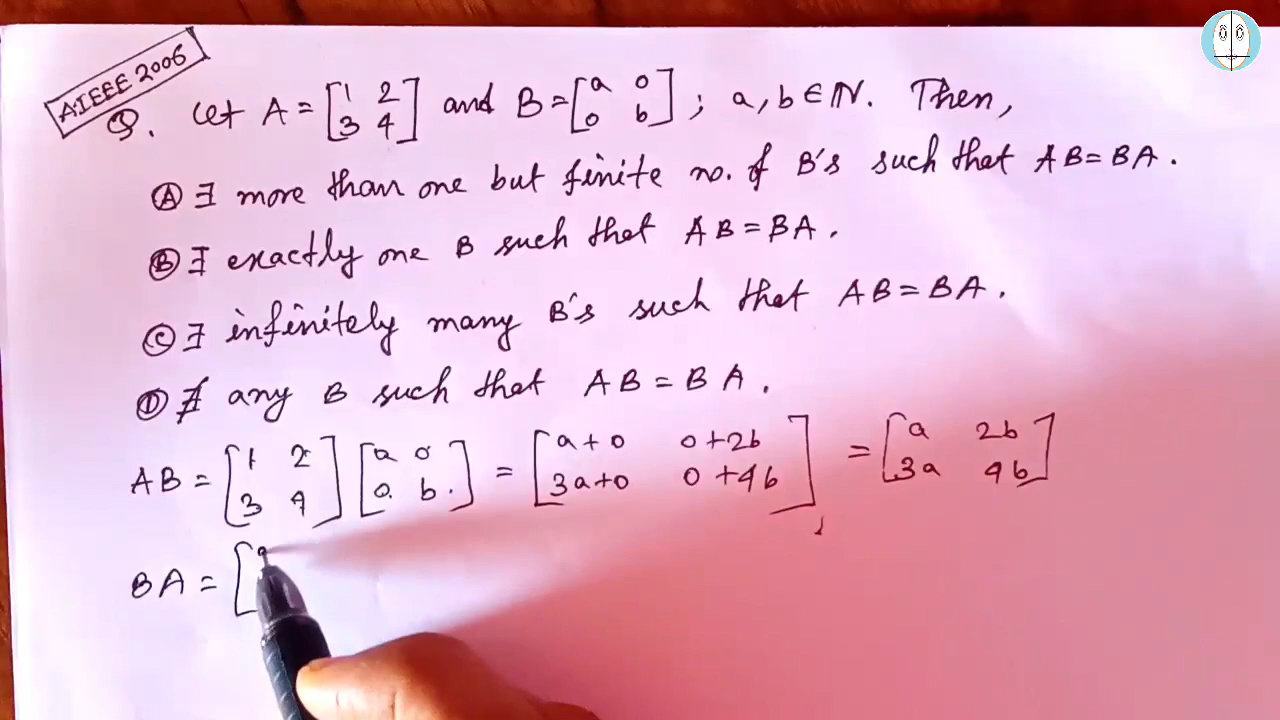 AIEEE 2006
Q. Let A = [1 2 3 4] and B = [a 0 0 b] ; a, b ∈ N. Then,
(A) ∃ more than one but finite no. of B's such that AB = BA.
(B) ∃ exactly one B such that AB = BA.
(C) ∃ infinitely many B's such that AB = BA.
(D) ∄ any B such that AB = BA.
AB = [1 2 3 4] [a 0 0 b] = [a+0 0+2b 3a+0 0+4b] = [a 2b 3a 4b]
BA = [a